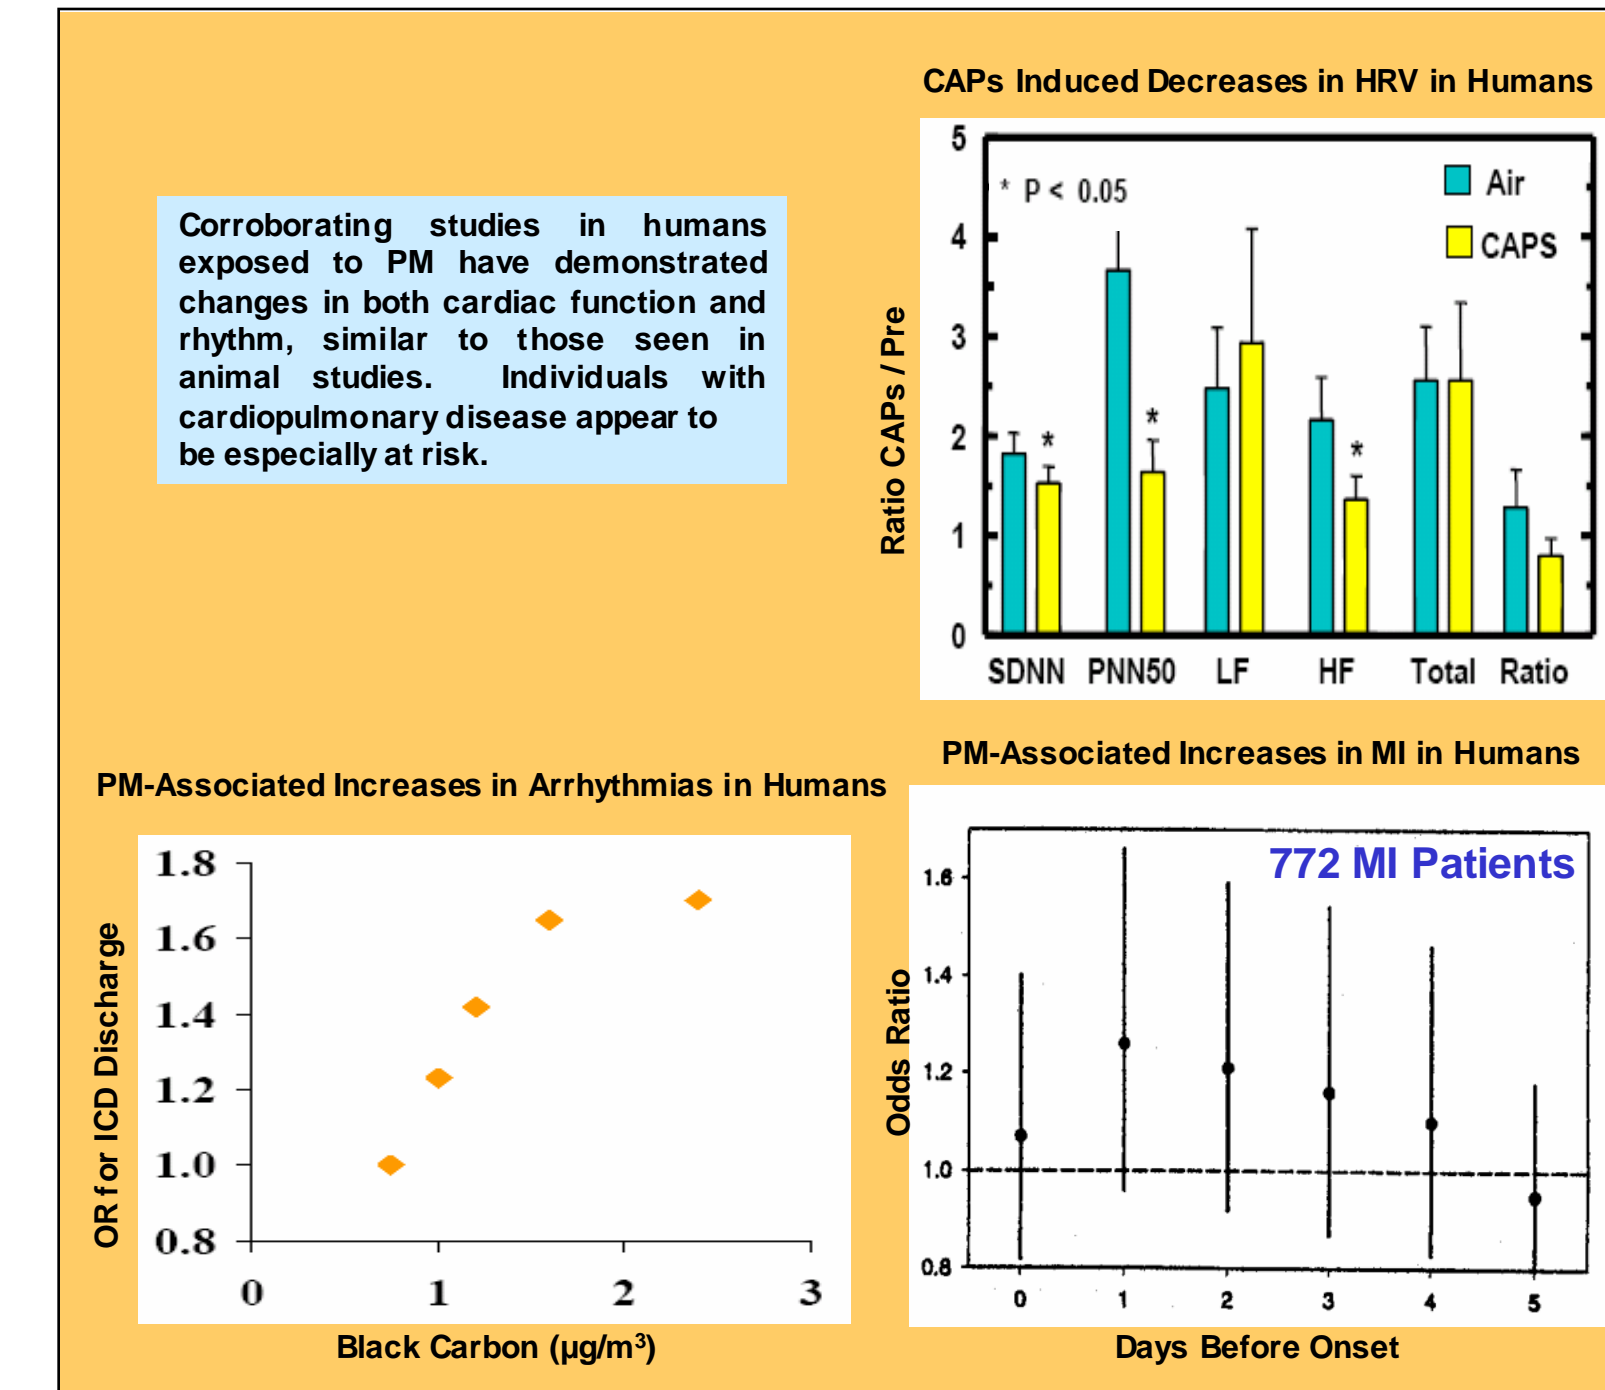 CAPs Induced Decreases in HRV in Humans
5
4
3
2
1
0
* P < 0.05
Air
CAPS
*
*
*
Ratio CAPs / Pre
SDNN PNN50 LF HF Total Ratio
Corroborating studies in humans
exposed to PM have demonstrated
changes in both cardiac function and
rhythm, similar to those seen in
animal studies. Individuals with
cardiopulmonary disease appear to
be especially at risk.
PM-Associated Increases in Arrhythmias in Humans
OR for ICD Discharge
1.8
1.6
1.4
1.2
1.0
0.8
0 1 2 3
Black Carbon (µg/m³)
PM-Associated Increases in MI in Humans
772 MI Patients
Odds Ratio
1.6
1.4
1.2
1.0
0.8
0 1 2 3 4 5
Days Before Onset